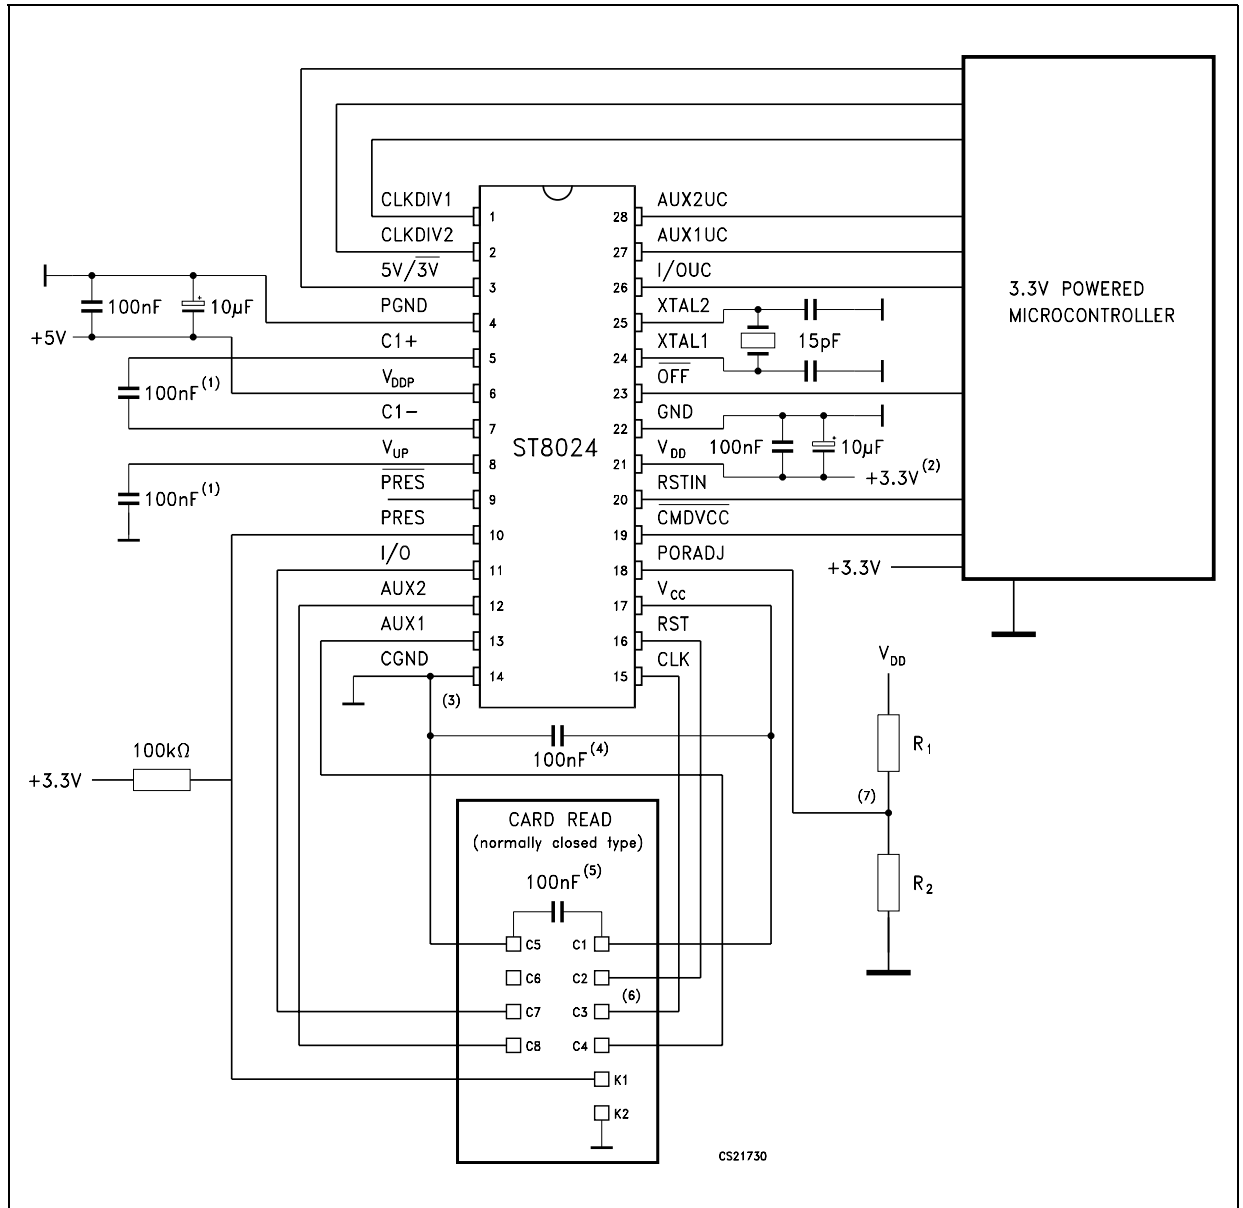 CLKDIV1
1
CLKDIV2
2
5V/3V
3
PGND
4
C1+
5
VDDP
6
C1-
7
VUP
8
PRES
9
PRES
10
I/O
11
AUX2
12
AUX1
13
CGND
14
(3)
100nF
10µF
+
+5V
100nF(1)
100nF(1)
ST8024
28
AUX2UC
27
AUX1UC
26
I/OUC
25
XTAL2
24
XTAL1
23
OFF
22
GND
21
VDD
20
RSTIN
19
CMDVCC
18
PORADJ
17
VCC
16
RST
15
CLK
15pF
100nF
10µF
+
+3.3V(2)
3.3V POWERED
MICROCONTROLLER
+3.3V
VDD
R1
(7)
R2
100kΩ
+3.3V
100nF(4)
CARD READ
(normally closed type)
100nF(5)
C5 C1
C6 C2
(6)
C7 C3
C8 C4
K1
K2
CS21730